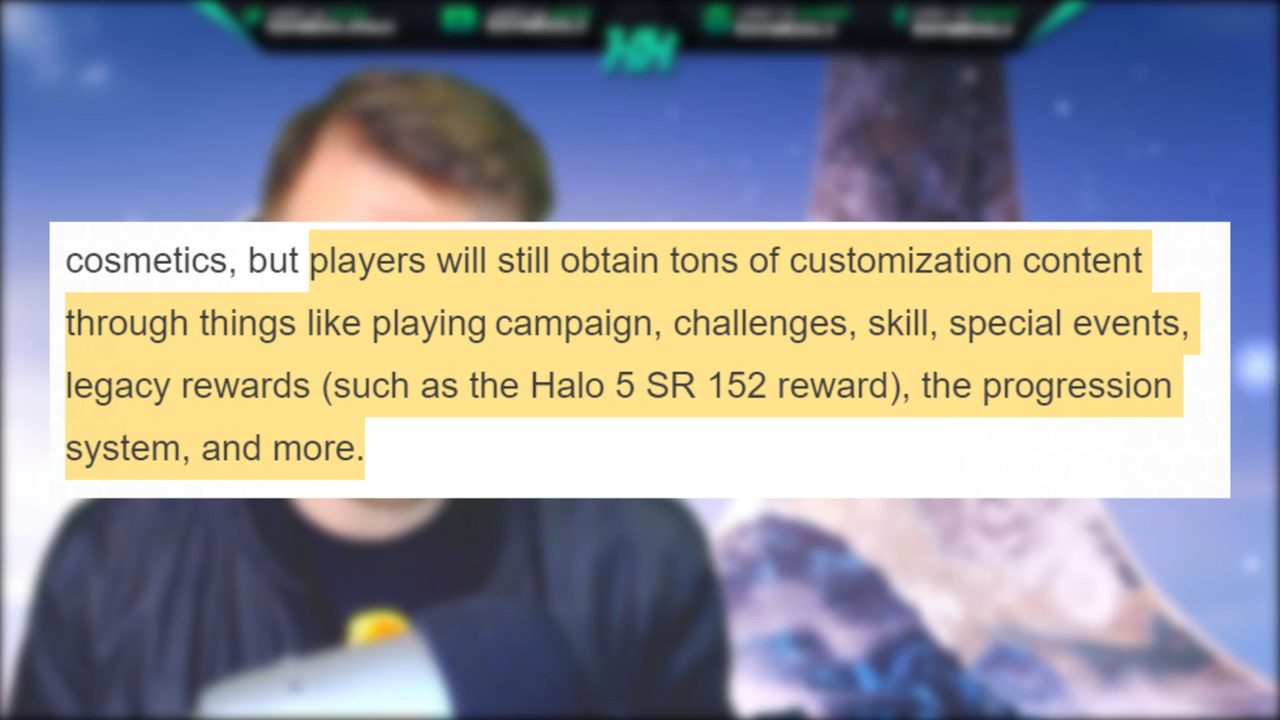 HH
cosmetics, but players will still obtain tons of customization content
through things like playing campaign, challenges, skill, special events,
legacy rewards (such as the Halo 5 SR 152 reward), the progression
system, and more.